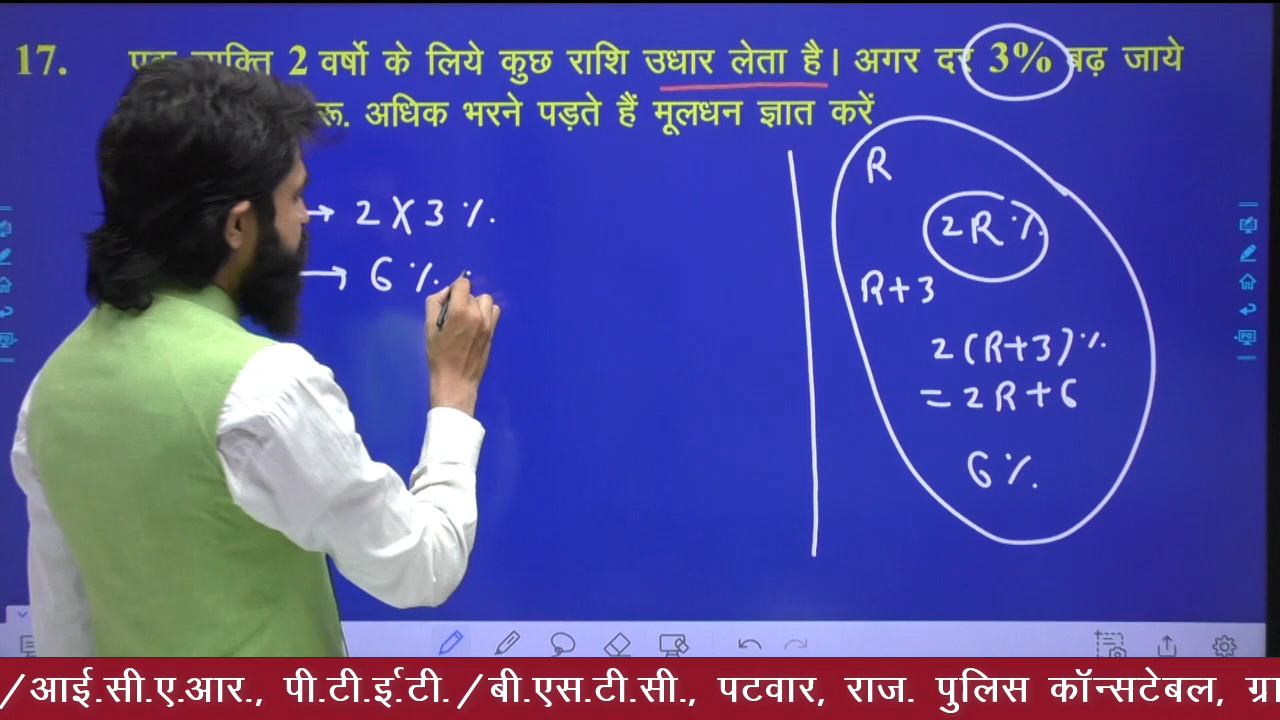 17. एक व्यक्ति 2 वर्षो के लिये कुछ राशि उधार लेता है। अगर दर 3% बढ़ जाये
रू. अधिक भरने पड़ते हैं मूलधन ज्ञात करें
→ 2 X 3 %.
→ 6 %.
R
2R %
R+3
2(R+3) %
= 2R+6
6 %
/आई.सी.ए.आर., पी.टी.ई.टी./बी.एस.टी.सी., पटवार, राज. पुलिस कॉन्सटेबल, ग्रा